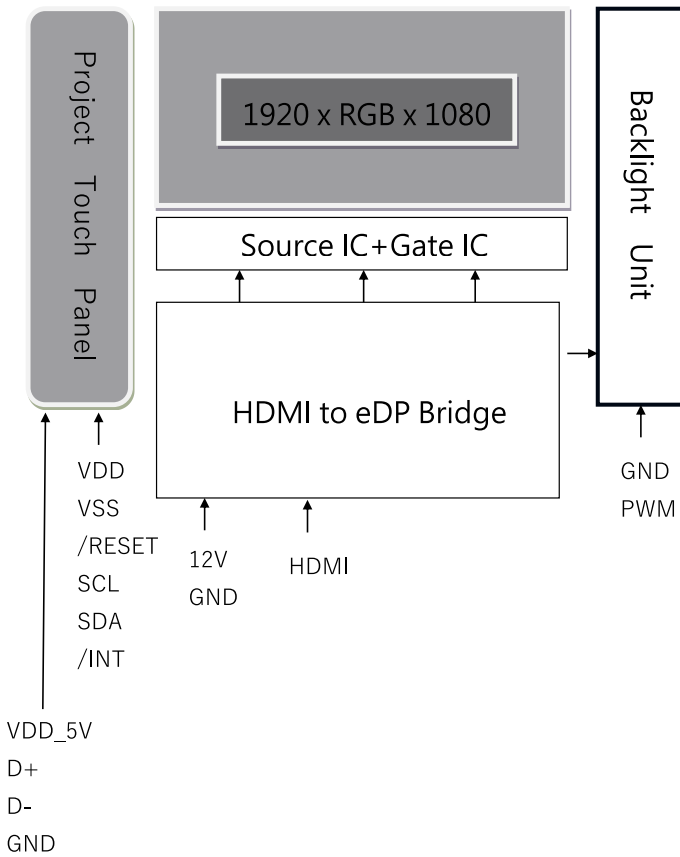 Project Touch Panel
1920 x RGB x 1080
Backlight Unit
Source IC+Gate IC
HDMI to eDP Bridge
VDD
VSS
/RESET
SCL
SDA
/INT
12V
GND
HDMI
GND
PWM
VDD_5V
D+
D-
GND